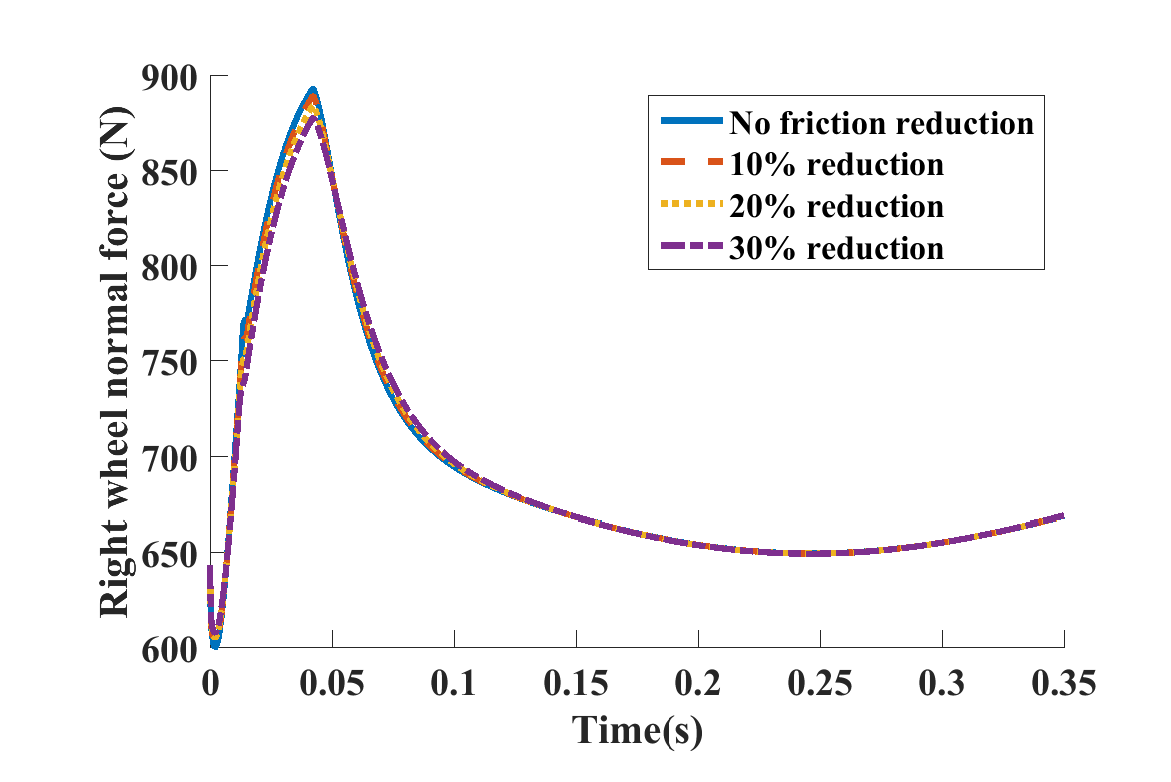 Right wheel normal force (N)
900
850
800
750
700
650
600
0 0.05 0.1 0.15 0.2 0.25 0.3 0.35
Time(s)
No friction reduction
10% reduction
20% reduction
30% reduction